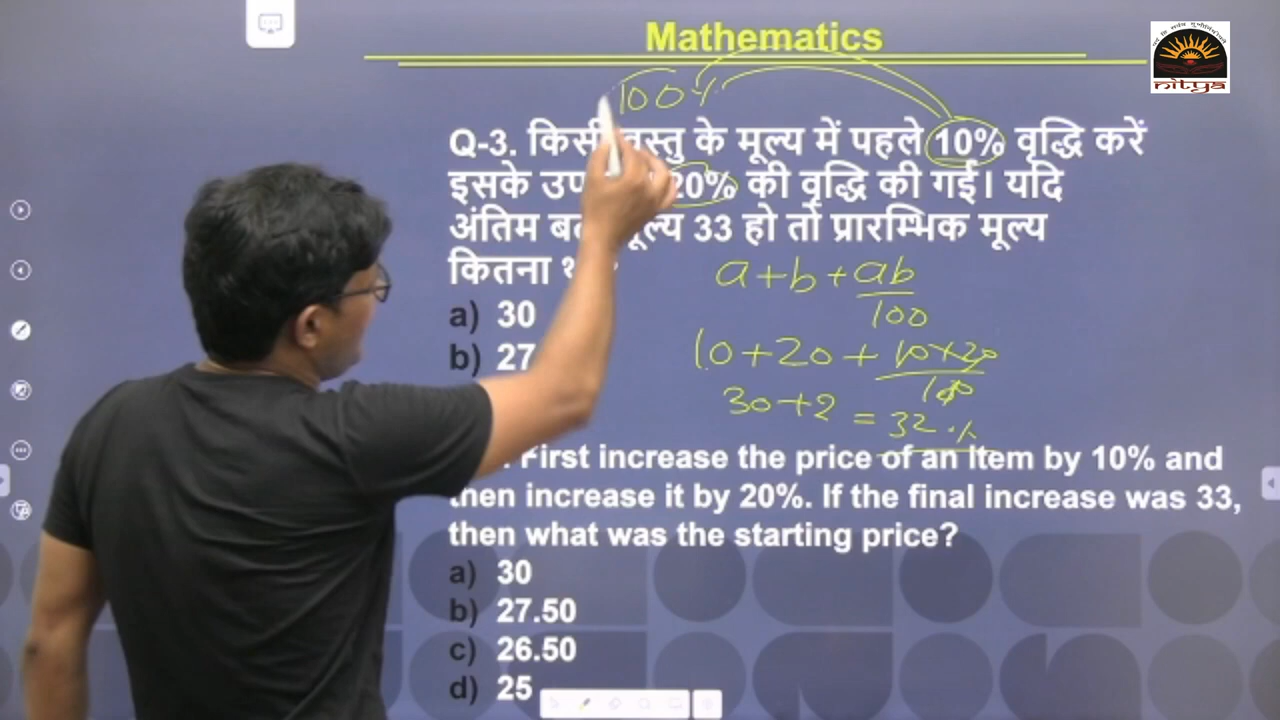 Mathematics
nitya
100%
Q-3. किसी वस्तु के मूल्य में पहले 10% वृद्धि करें
इसके उप 20% की वृद्धि की गई। यदि
अंतिम बढ़ मूल्य 33 हो तो प्रारम्भिक मूल्य
कितना
a+b+ab/100
a) 30
b) 27
10+20+10×20/100
30+2 = 32%
First increase the price of an item by 10% and
then increase it by 20%. If the final increase was 33,
then what was the starting price?
a) 30
b) 27.50
c) 26.50
d) 25